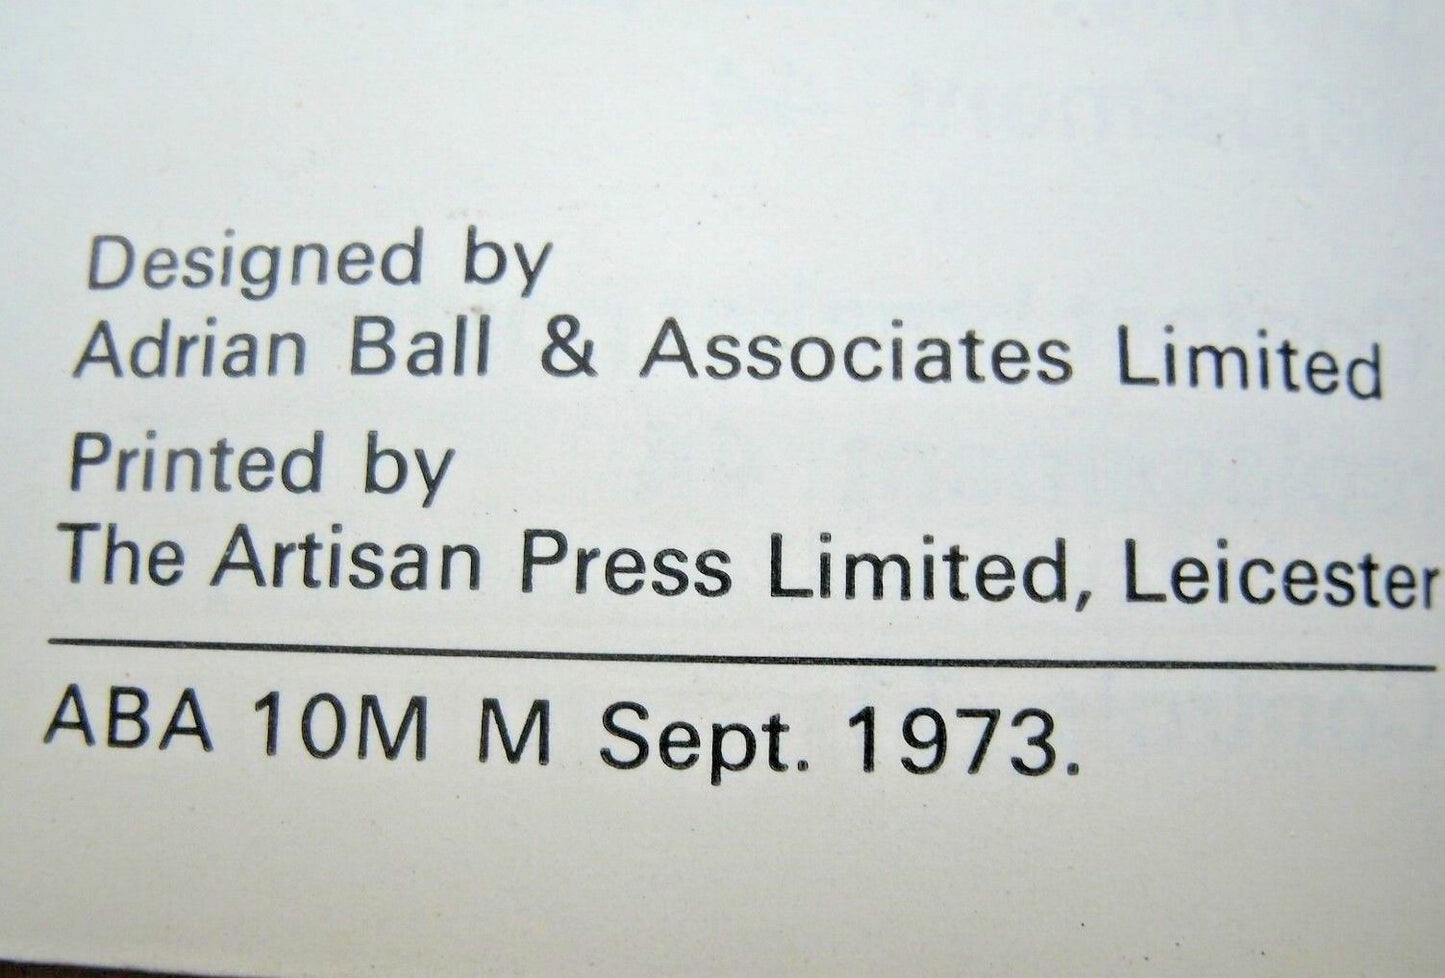 Designed by
Adrian Ball & Associates Limited
Printed by
The Artisan Press Limited, Leicester
ABA 10M M Sept. 1973.